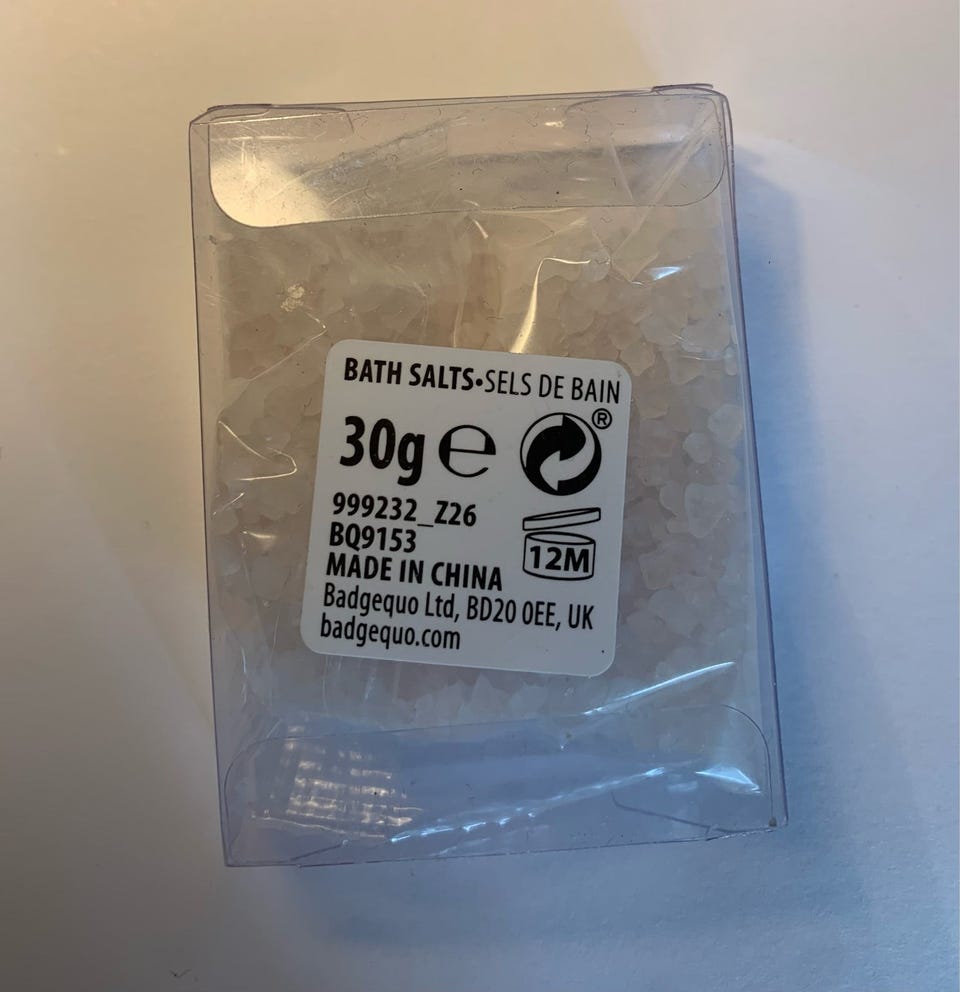 BATH SALTS•SELS DE BAIN
30g ℮
®
999232_Z26
BQ9153
12M
MADE IN CHINA
Badgequo Ltd, BD20 0EE, UK
badgequo.com